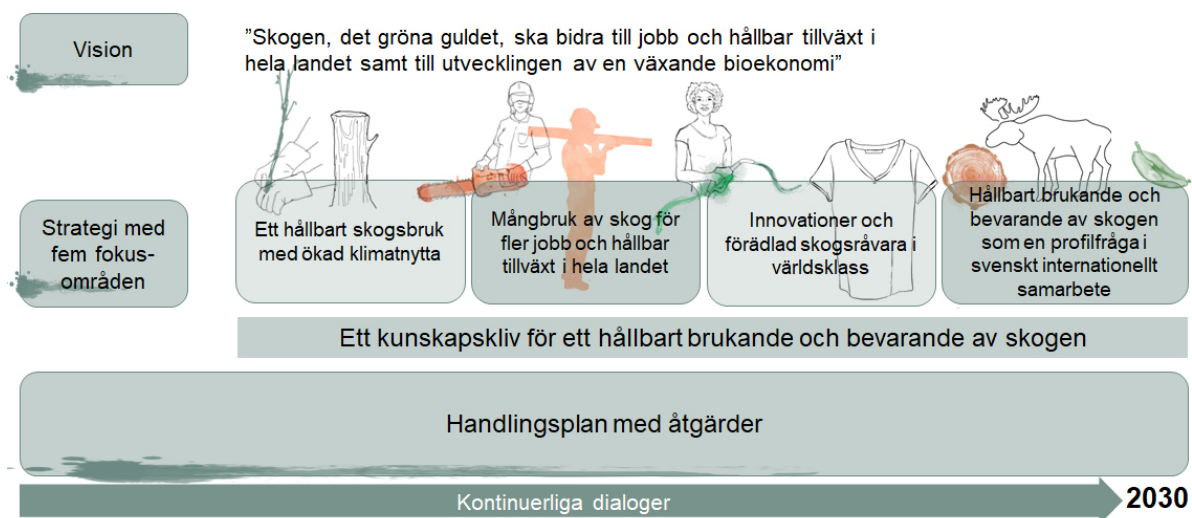 Vision
”Skogen, det gröna guldet, ska bidra till jobb och hållbar tillväxt i
hela landet samt till utvecklingen av en växande bioekonomi”
Strategi med
fem fokus-
områden
Ett hållbart skogsbruk
med ökad klimatnytta
Mångbruk av skog för
fler jobb och hållbar
tillväxt i hela landet
Innovationer och
förädlad skogsråvara i
världsklass
Hållbart brukande och
bevarande av skogen
som en profilfråga i
svenskt internationellt
samarbete
Ett kunskapskliv för ett hållbart brukande och bevarande av skogen
Handlingsplan med åtgärder
Kontinuerliga dialoger
2030